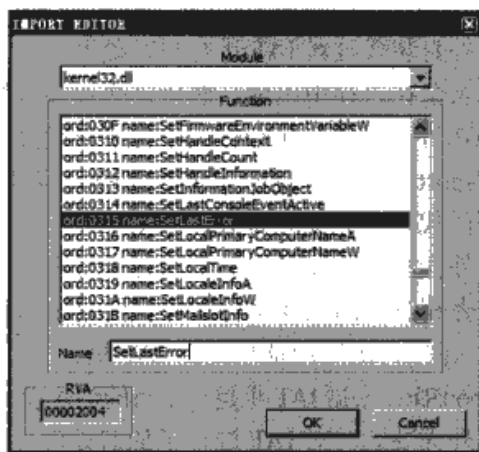 IMPORT EDITOR
Module
kernel32.dll
Function
ord:030F name:SetFirmwareEnvironmentVariableW
ord:0310 name:SetHandleContext
ord:0311 name:SetHandleCount
ord:0312 name:SetHandleInformation
ord:0313 name:SetInformationJobObject
ord:0314 name:SetLastConsoleEventActive
ord:0315 name:SetLastError
ord:0316 name:SetLocalPrimaryComputerNameA
ord:0317 name:SetLocalPrimaryComputerNameW
ord:0318 name:SetLocalTime
ord:0319 name:SetLocaleInfoA
ord:031A name:SetLocaleInfoW
ord:031B name:SetMailslotInfo
Name SetLastError
RVA
00002004
OK Cancel